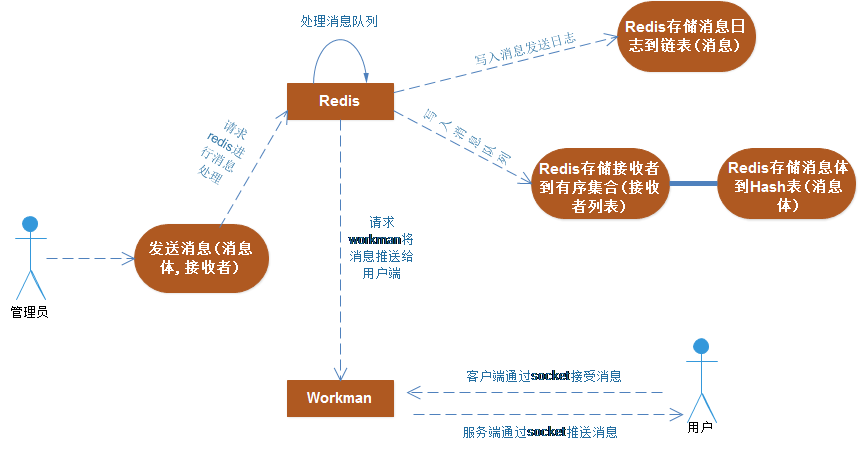 处理消息队列
Redis存储消息日
志到链表(消息)
写入消息发送日志
Redis
请求
redis进
行消息
处理
写入消息队列
Redis存储接收者
到有序集合(接收
者列表)
Redis存储消息体
到Hash表(消息
体)
发送消息(消息
体,接收者)
请求
workman将
消息推送给
用户端
管理员
客户端通过socket接受消息
Workman
用户
服务端通过socket推送消息